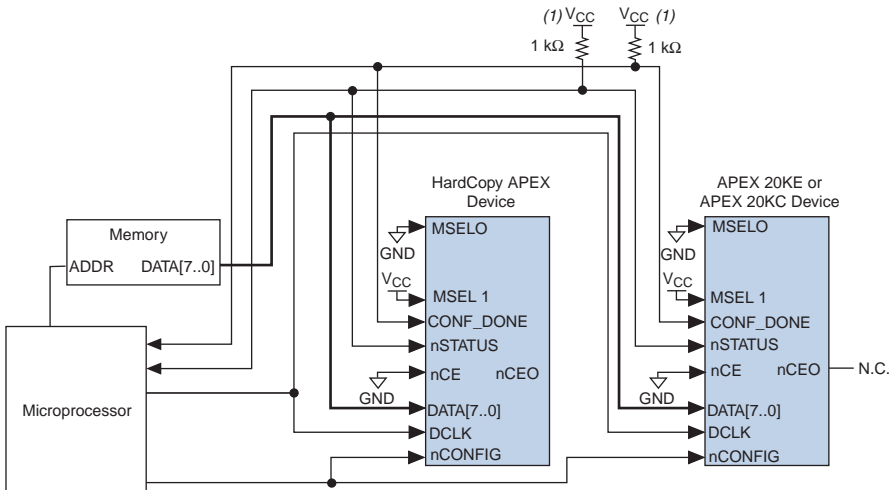 (1) VCC VCC (1)
1 kΩ 1 kΩ
HardCopy APEX
Device
APEX 20KE or
APEX 20KC Device
Memory
ADDR DATA[7..0]
Microprocessor
MSELO
GND
VCC
MSEL 1
CONF_DONE
nSTATUS
nCE nCEO
GND
DATA[7..0]
DCLK
nCONFIG
MSELO
GND
VCC
MSEL 1
CONF_DONE
nSTATUS
nCE nCEO N.C.
GND
DATA[7..0]
DCLK
nCONFIG